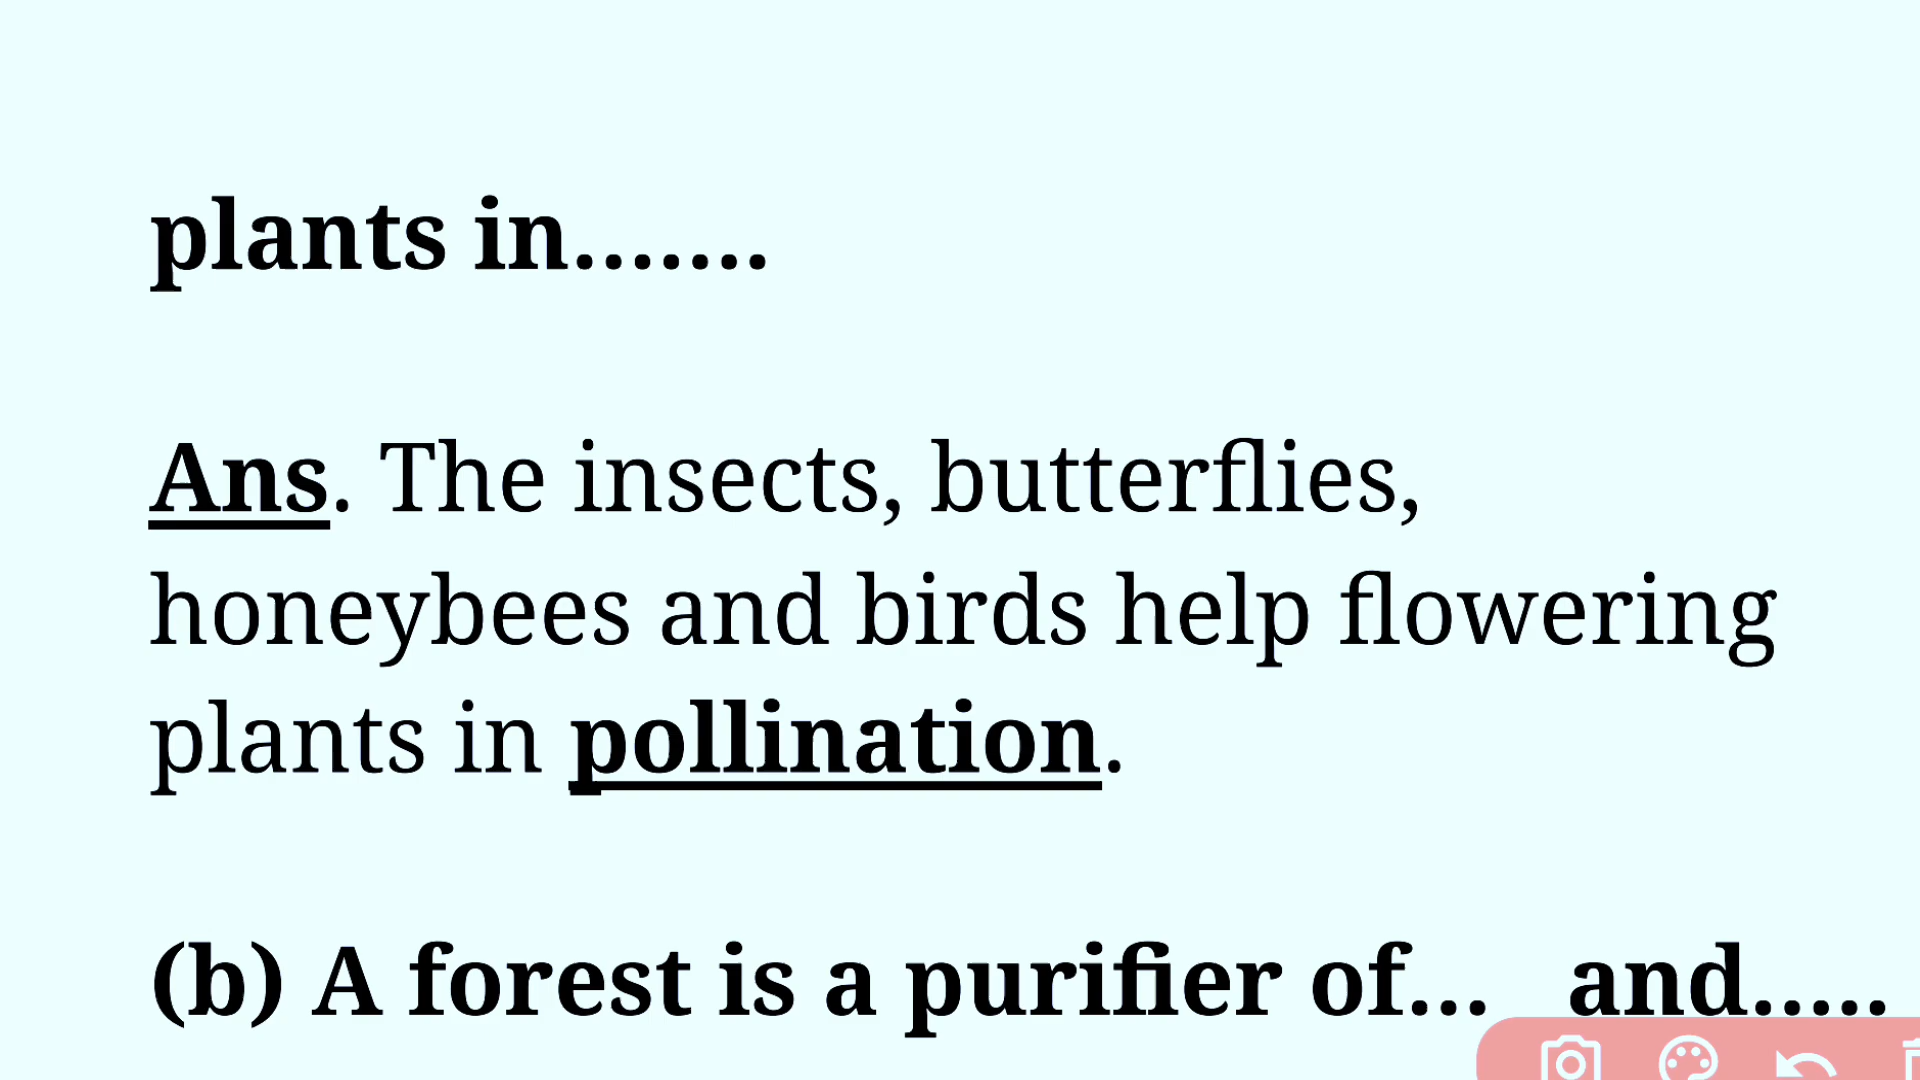 plants in.......
Ans. The insects, butterflies,
honeybees and birds help flowering
plants in pollination.
(b) A forest is a purifier of... and.....